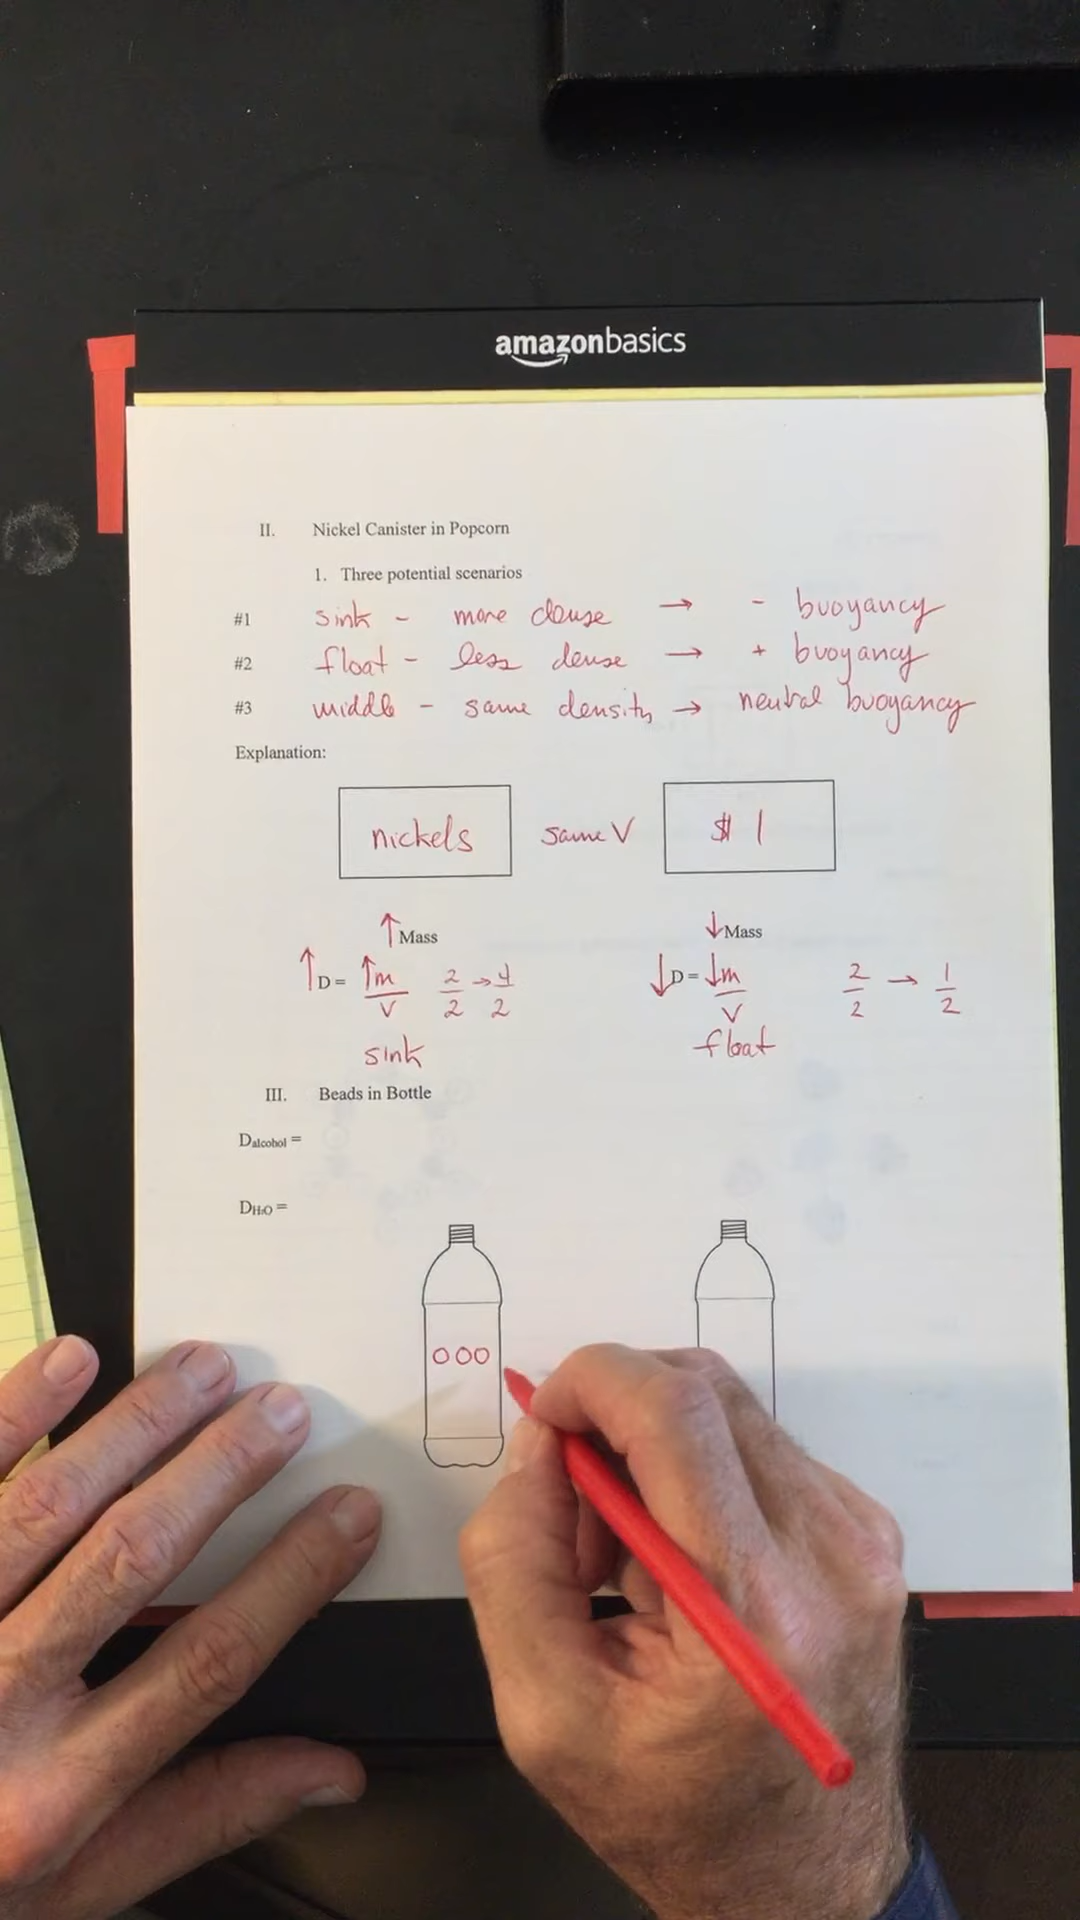 amazonbasics
II. Nickel Canister in Popcorn
1. Three potential scenarios
#1 sink - more dense → - buoyancy
#2 float - less dense → + buoyancy
#3 middle - same density → neutral buoyancy
Explanation:
nickels same V $ 1
↑ Mass ↓ Mass
↑ D = ↑m/V 2/2 → 4/2 ↓ D = ↓m/V 2/2 → 1/2
sink float
III. Beads in Bottle
Dalcohol =
DH2O =